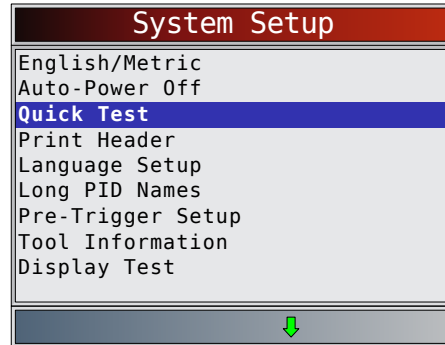 System Setup
English/Metric
Auto-Power Off
Quick Test
Print Header
Language Setup
Long PID Names
Pre-Trigger Setup
Tool Information
Display Test